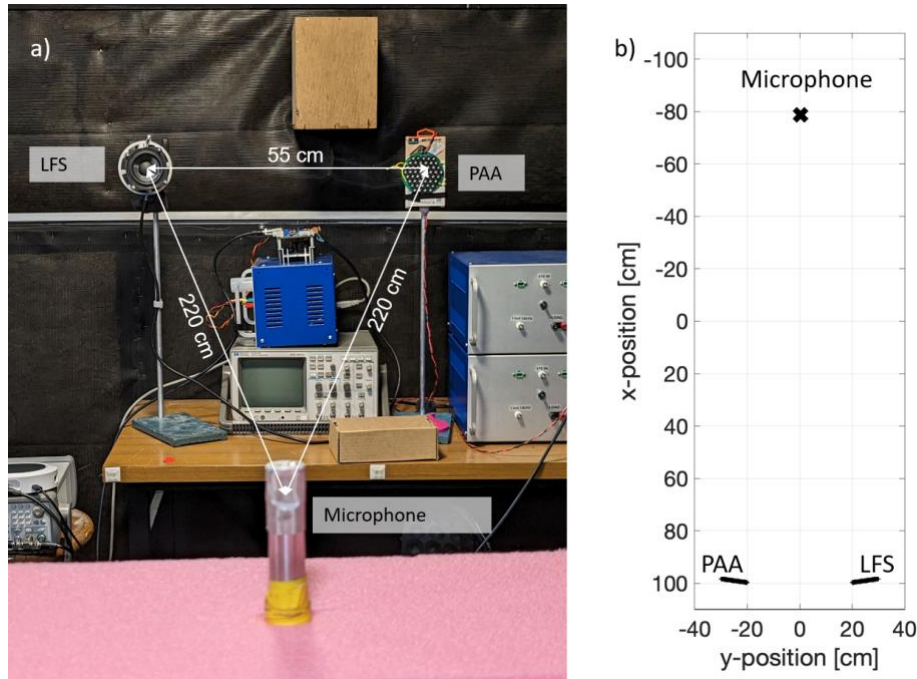 a)
LFS
55 cm
PAA
220 cm
220 cm
Microphone
b)
Microphone
-100
-80
-60
-40
-20
0
20
40
60
80
100
x-position [cm]
PAA
LFS
-40
-20
0
20
40
y-position [cm]